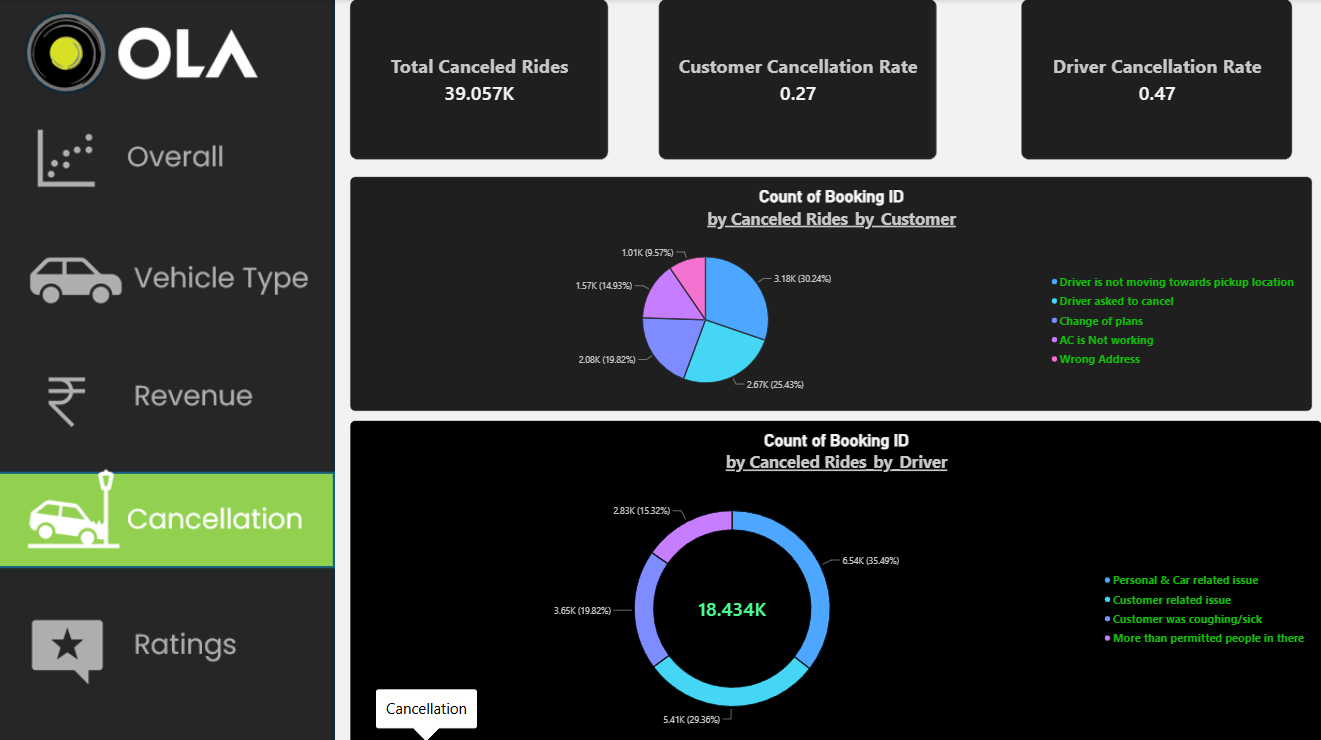 OLA
Overall
Vehicle Type
Revenue
Cancellation
Ratings
Total Canceled Rides
39.057K
Customer Cancellation Rate
0.27
Driver Cancellation Rate
0.47
Count of Booking ID
by Canceled_Rides_by_Customer
1.01K (9.57%)
3.18K (30.24%)
1.57K (14.93%)
2.08K (19.82%)
2.67K (25.43%)
Driver is not moving towards pickup location
Driver asked to cancel
Change of plans
AC is Not working
Wrong Address
Count of Booking ID
by Canceled_Rides_by_Driver
2.83K (15.32%)
6.54K (35.49%)
3.65K (19.82%)
18.434K
5.41K (29.36%)
Personal & Car related issue
Customer related issue
Customer was coughing/sick
More than permitted people in there
Cancellation